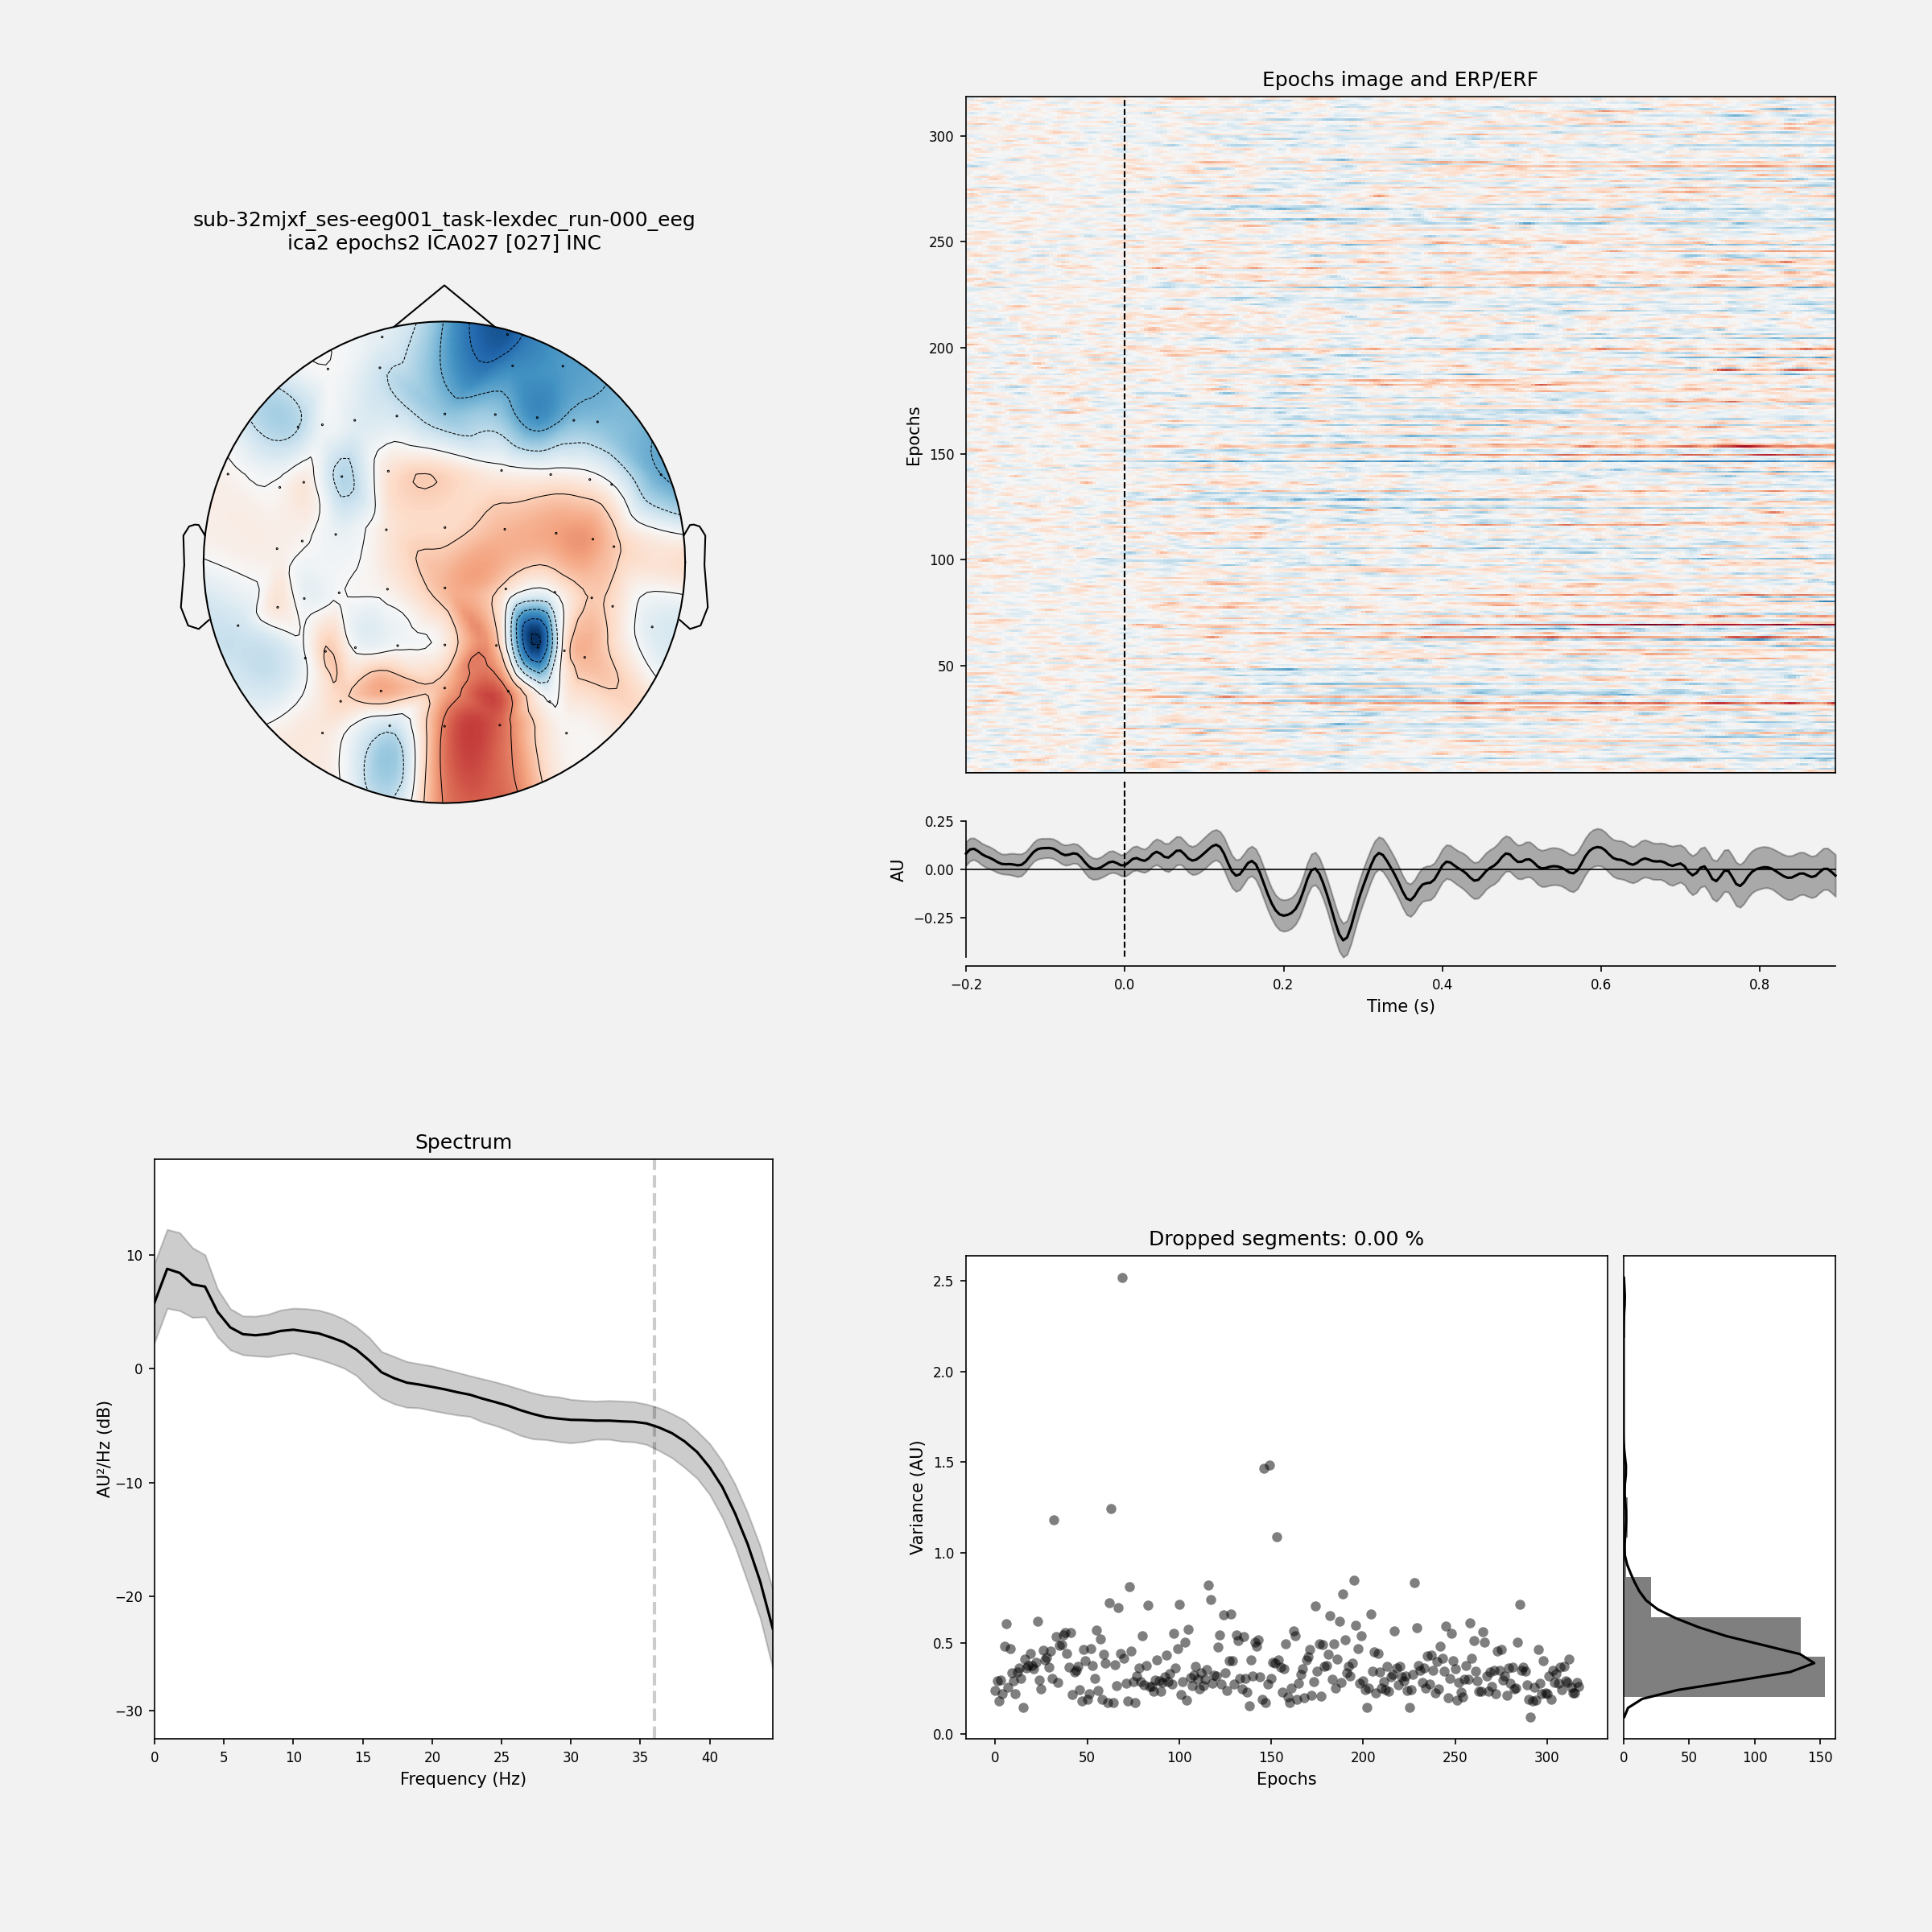 sub-32mjxf_ses-eeg001_task-lexdec_run-000_eeg
ica2 epochs2 ICA027 [027] INC
Epochs image and ERP/ERF
300
250
200
150
100
50
Epochs
0.25
0.00
−0.25
AU
−0.2 0.0 0.2 0.4 0.6 0.8
Time (s)
Spectrum
10
0
−10
−20
−30
AU²/Hz (dB)
0 5 10 15 20 25 30 35 40
Frequency (Hz)
Dropped segments: 0.00 %
2.5
2.0
1.5
1.0
0.5
0.0
Variance (AU)
0 50 100 150 200 250 300
Epochs
0 50 100 150